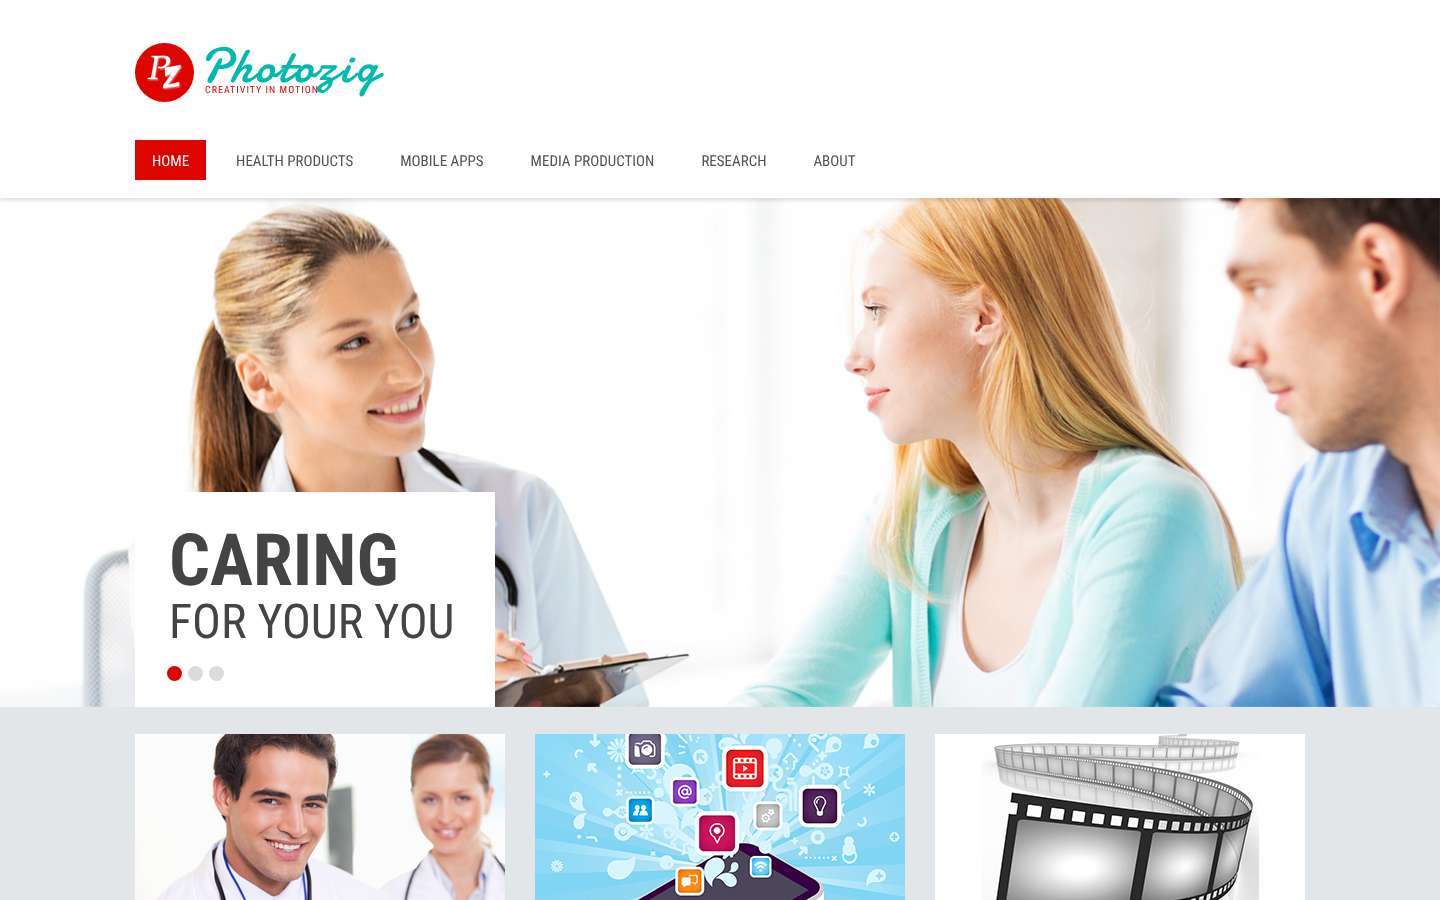 PZ
Photozig
CREATIVITY IN MOTION
HOME
HEALTH PRODUCTS
MOBILE APPS
MEDIA PRODUCTION
RESEARCH
ABOUT
CARING
FOR YOUR YOU